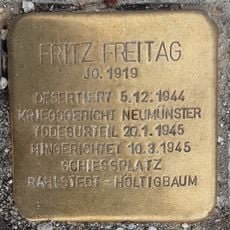 FRITZ FREITAG
JG. 1919
DESERTIERT 5.12.1944
KRIEGSGERICHT NEUMÜNSTER
TODESURTEIL 20.1.1945
HINGERICHTET 10.3.1945
SCHIESSPLATZ
RAHLSTEDT - HÖLTIGBAUM